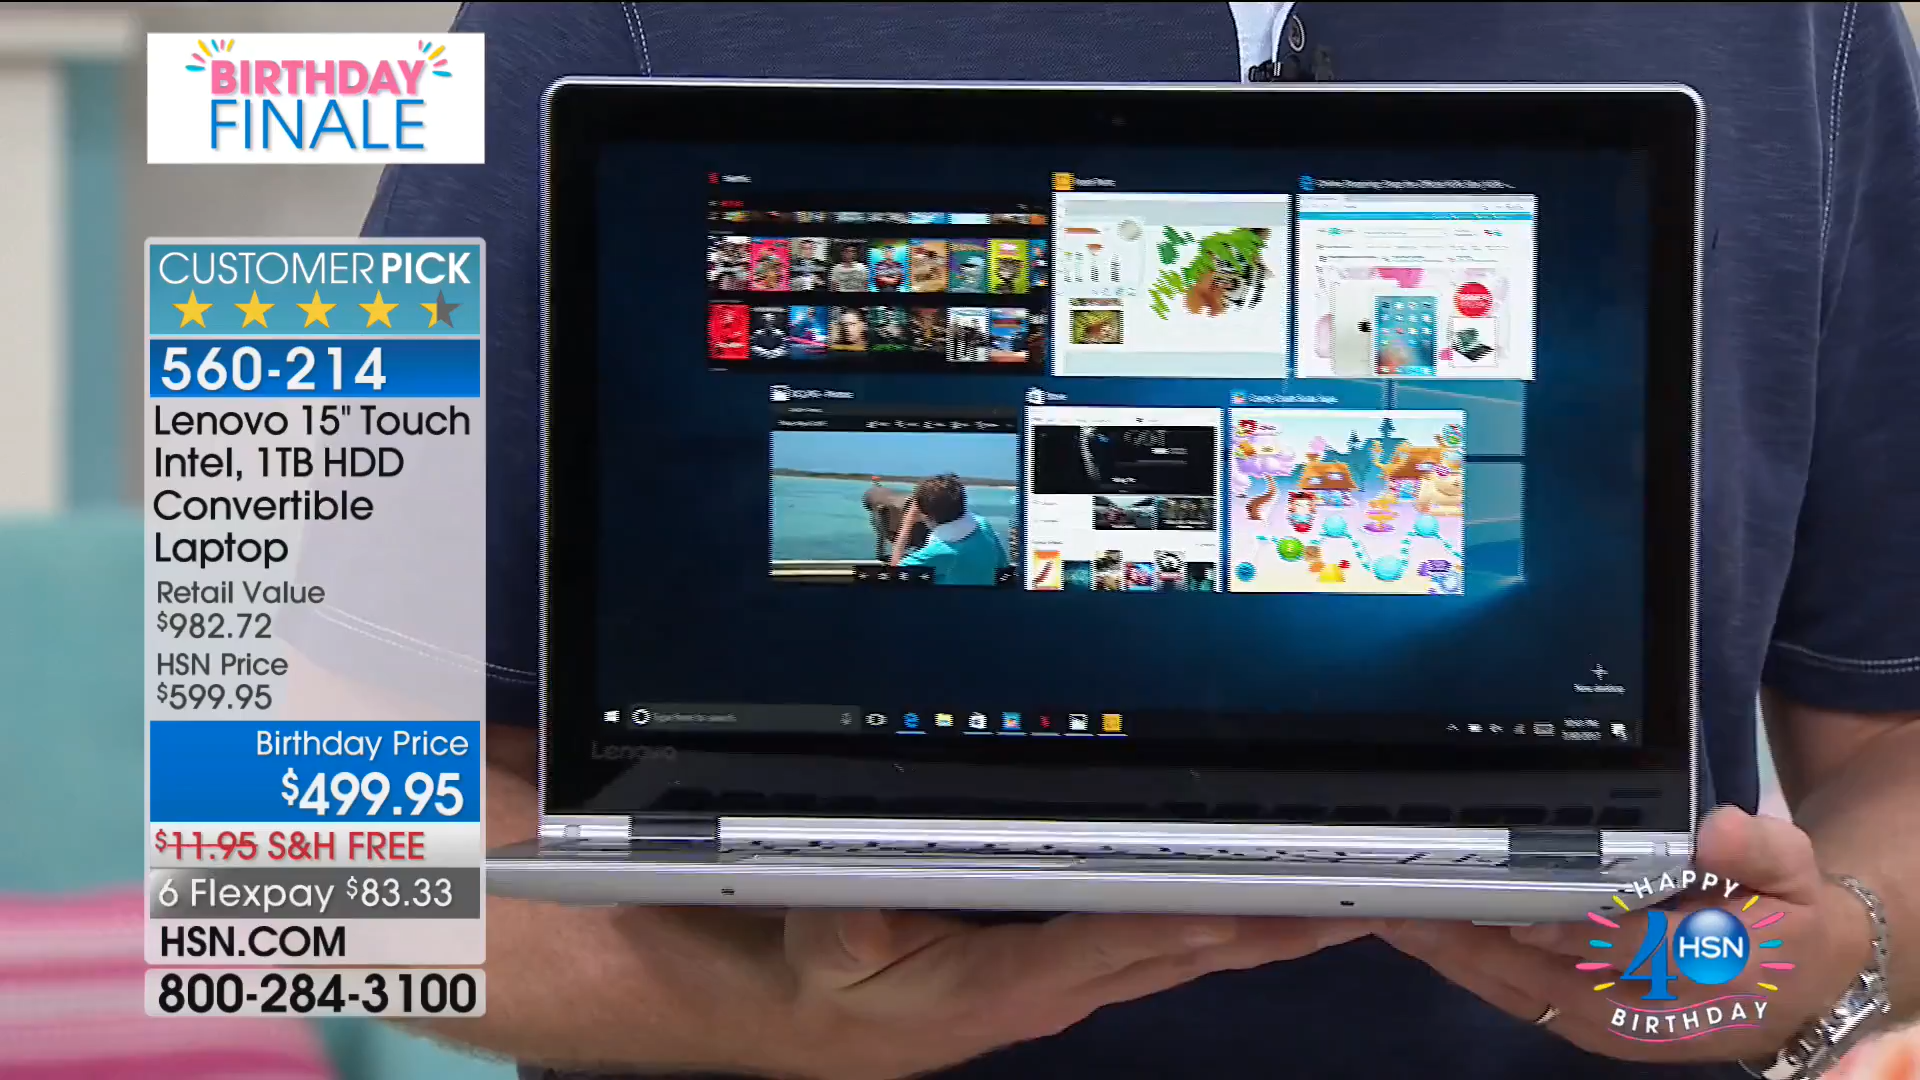 BIRTHDAY
FINALE
CUSTOMER PICK
560-214
Lenovo 15" Touch
Intel, 1TB HDD
Convertible
Laptop
Retail Value
$982.72
HSN Price
$599.95
Birthday Price
$499.95
$11.95 S&H FREE
6 Flexpay $83.33
HSN.COM
800-284-3100
Lenovo
HAPPY
40 HSN
BIRTHDAY